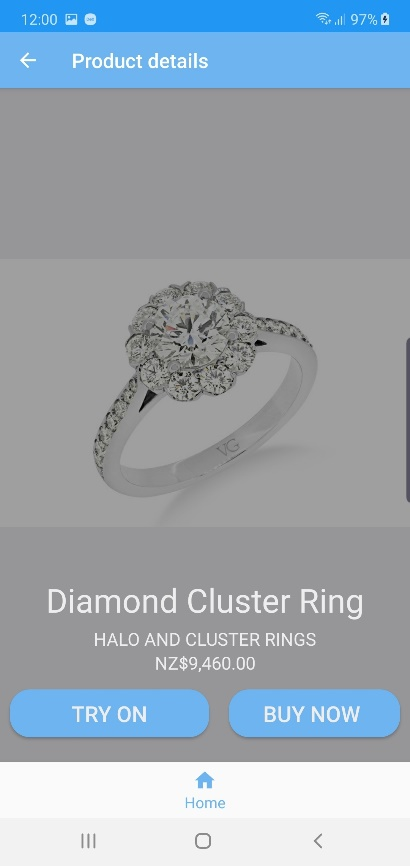 12:00 97%
Product details
VG
Diamond Cluster Ring
HALO AND CLUSTER RINGS
NZ$9,460.00
TRY ON BUY NOW
Home